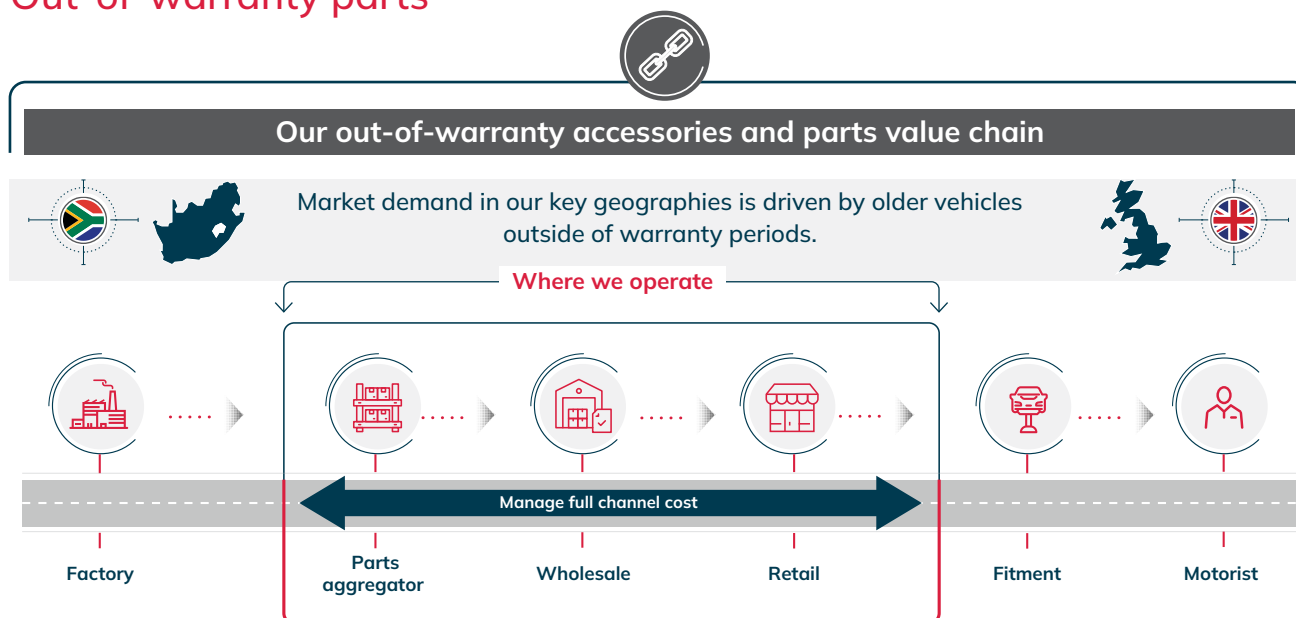 Out-of-warranty parts
Our out-of-warranty accessories and parts value chain
Market demand in our key geographies is driven by older vehicles
outside of warranty periods.
Where we operate
Manage full channel cost
Factory
Parts
aggregator
Wholesale
Retail
Fitment
Motorist